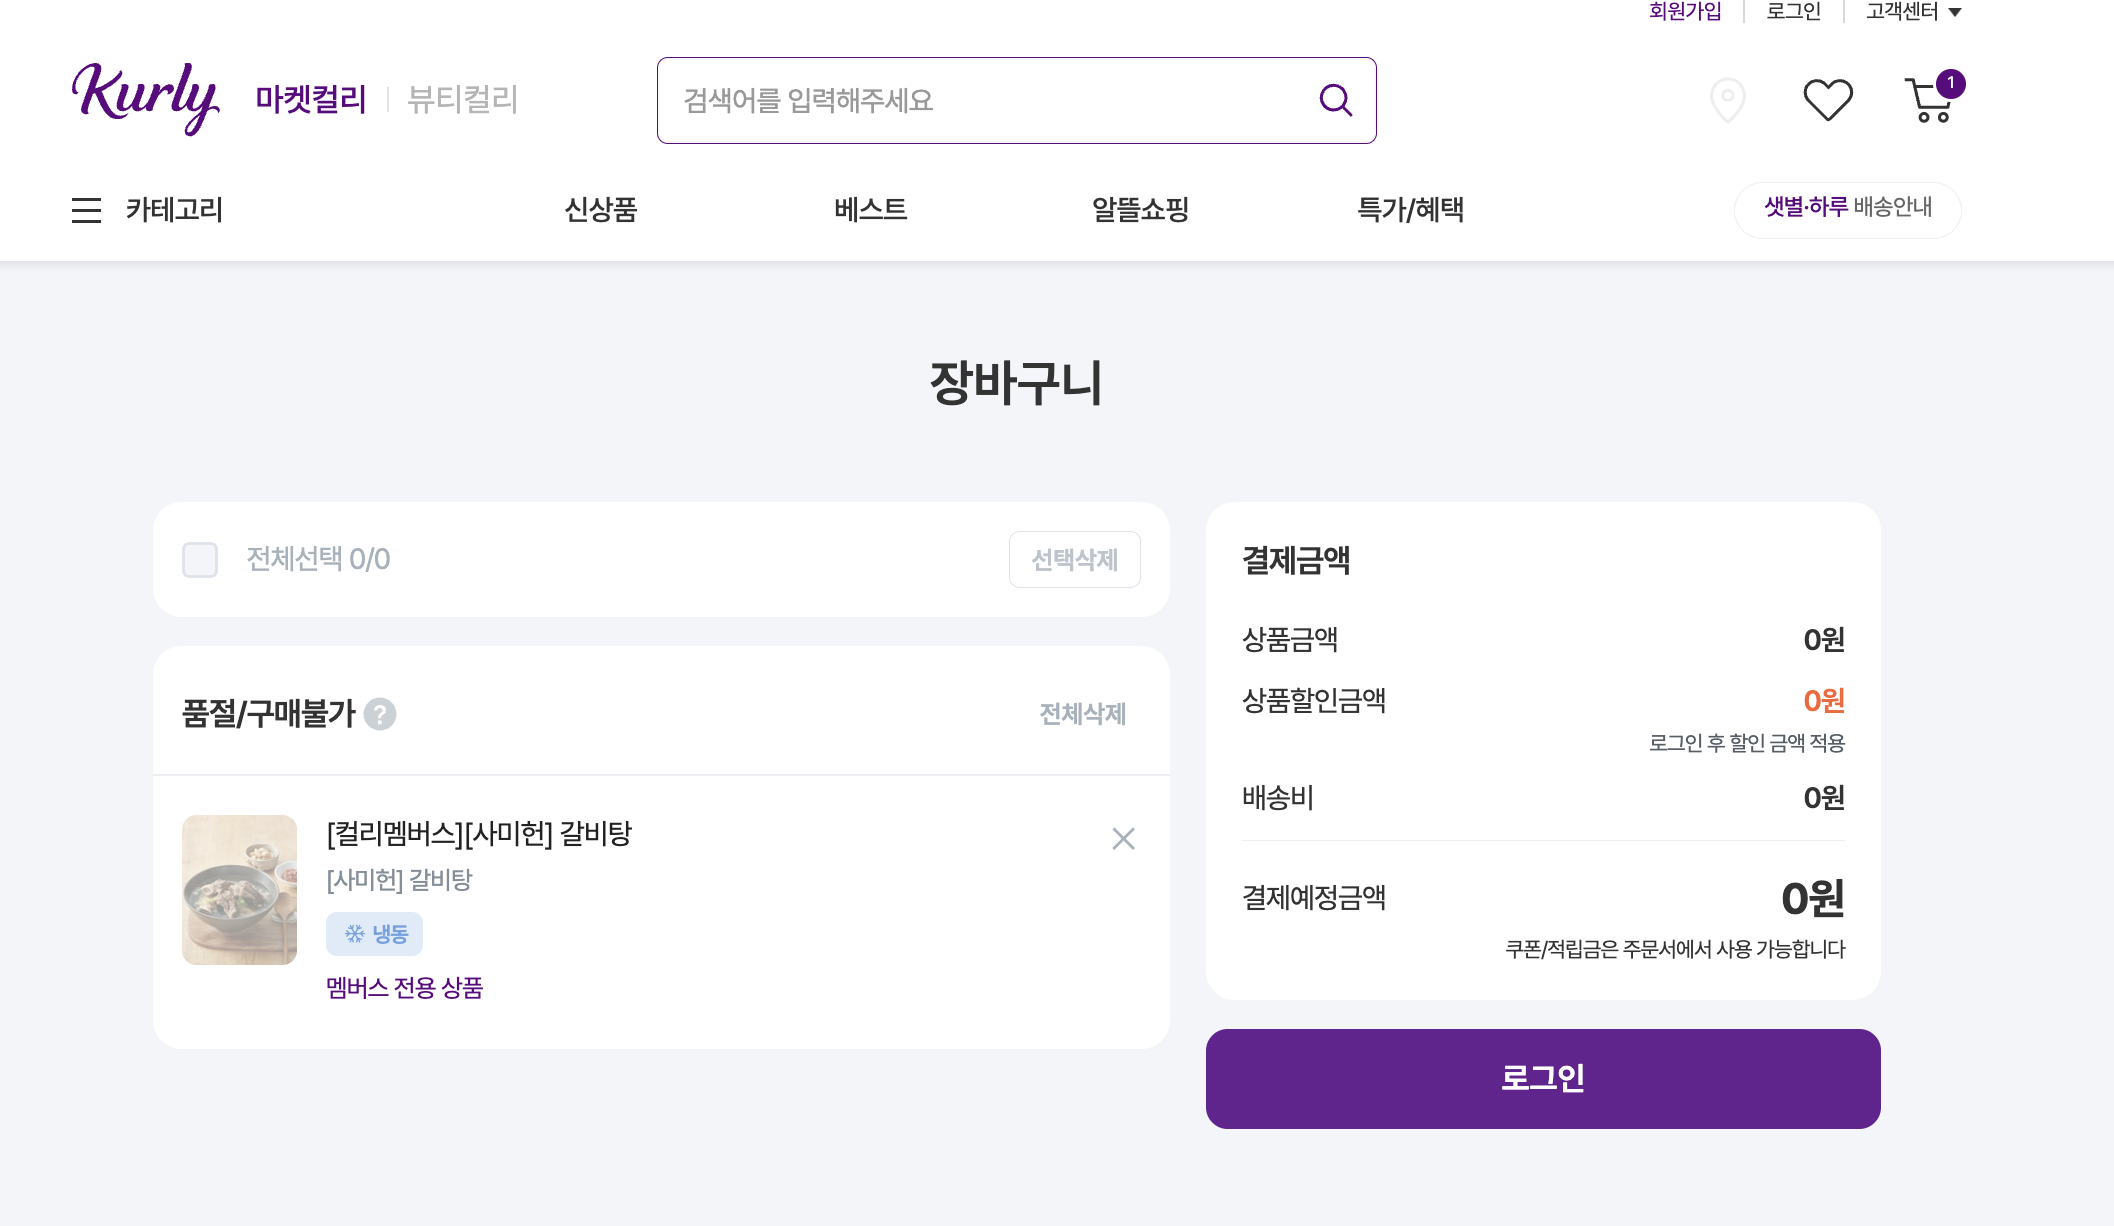 회원가입
로그인
고객센터
Kurly
마켓컬리
뷰티컬리
검색어를 입력해주세요
1
카테고리
신상품
베스트
알뜰쇼핑
특가/혜택
샛별·하루 배송안내
장바구니
전체선택 0/0
선택삭제
품절/구매불가 ?
전체삭제
[컬리멤버스][사미헌] 갈비탕
[사미헌] 갈비탕
냉동
멤버스 전용 상품
결제금액
상품금액 0원
상품할인금액 0원
로그인 후 할인 금액 적용
배송비 0원
결제예정금액 0원
쿠폰/적립금은 주문서에서 사용 가능합니다
로그인